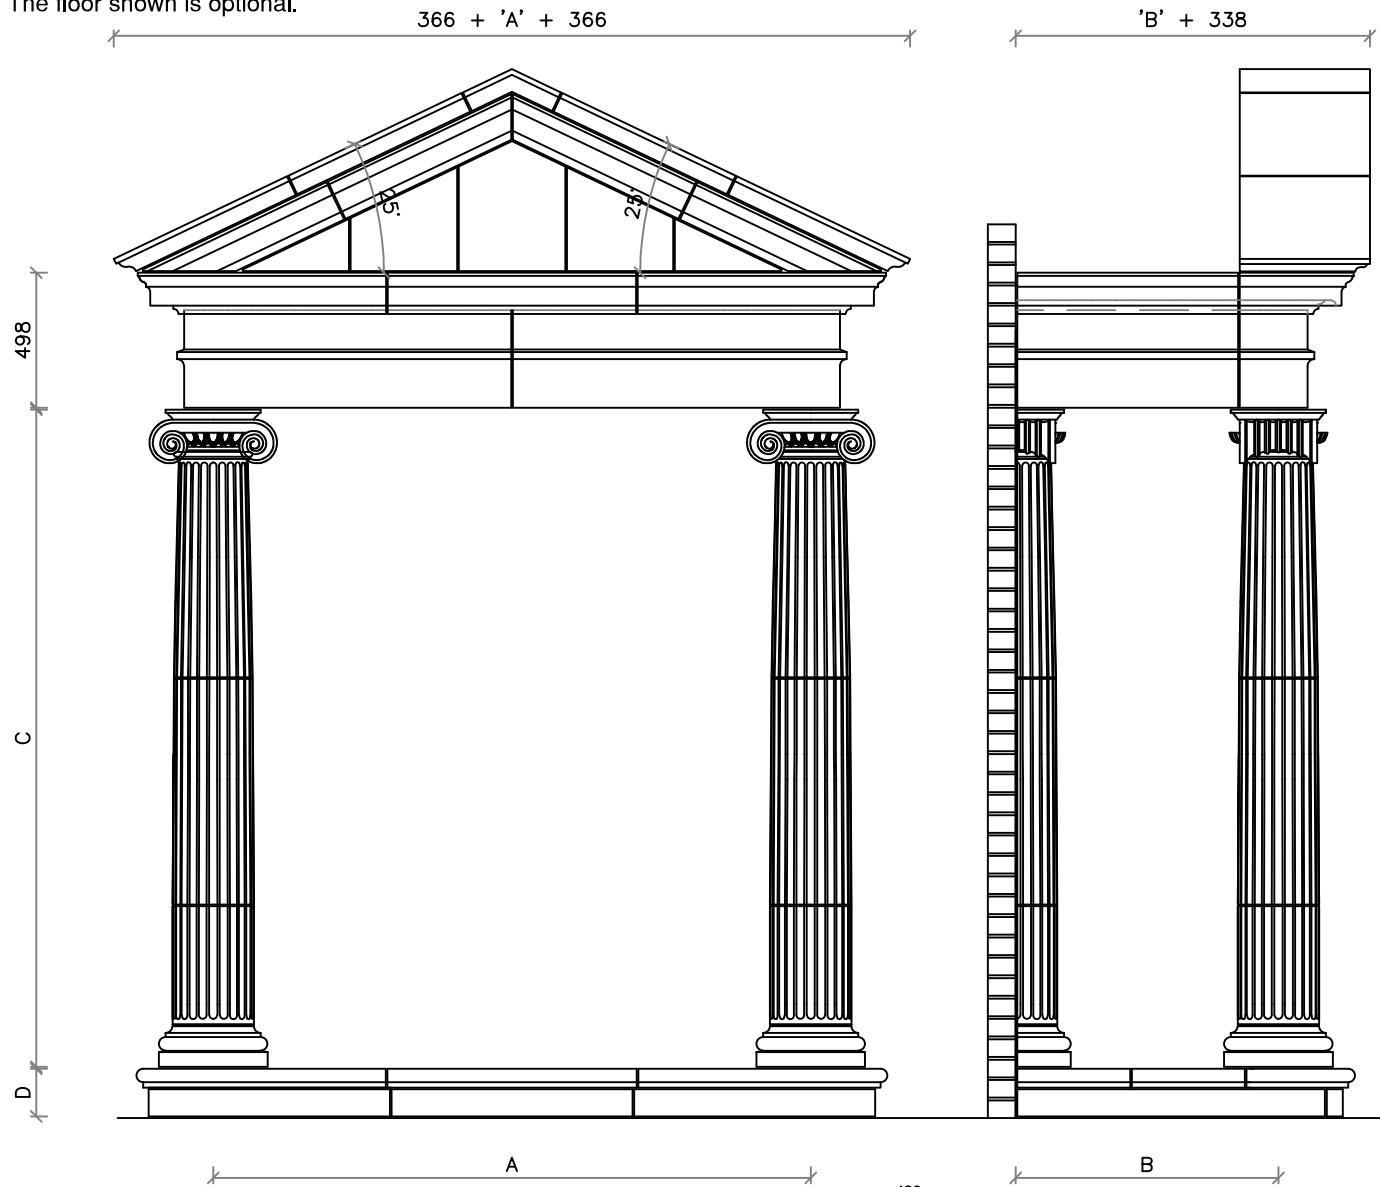 The floor shown is optional.
366 + 'A' + 366
'B' + 338
25°
25°
498
C
D
A
B